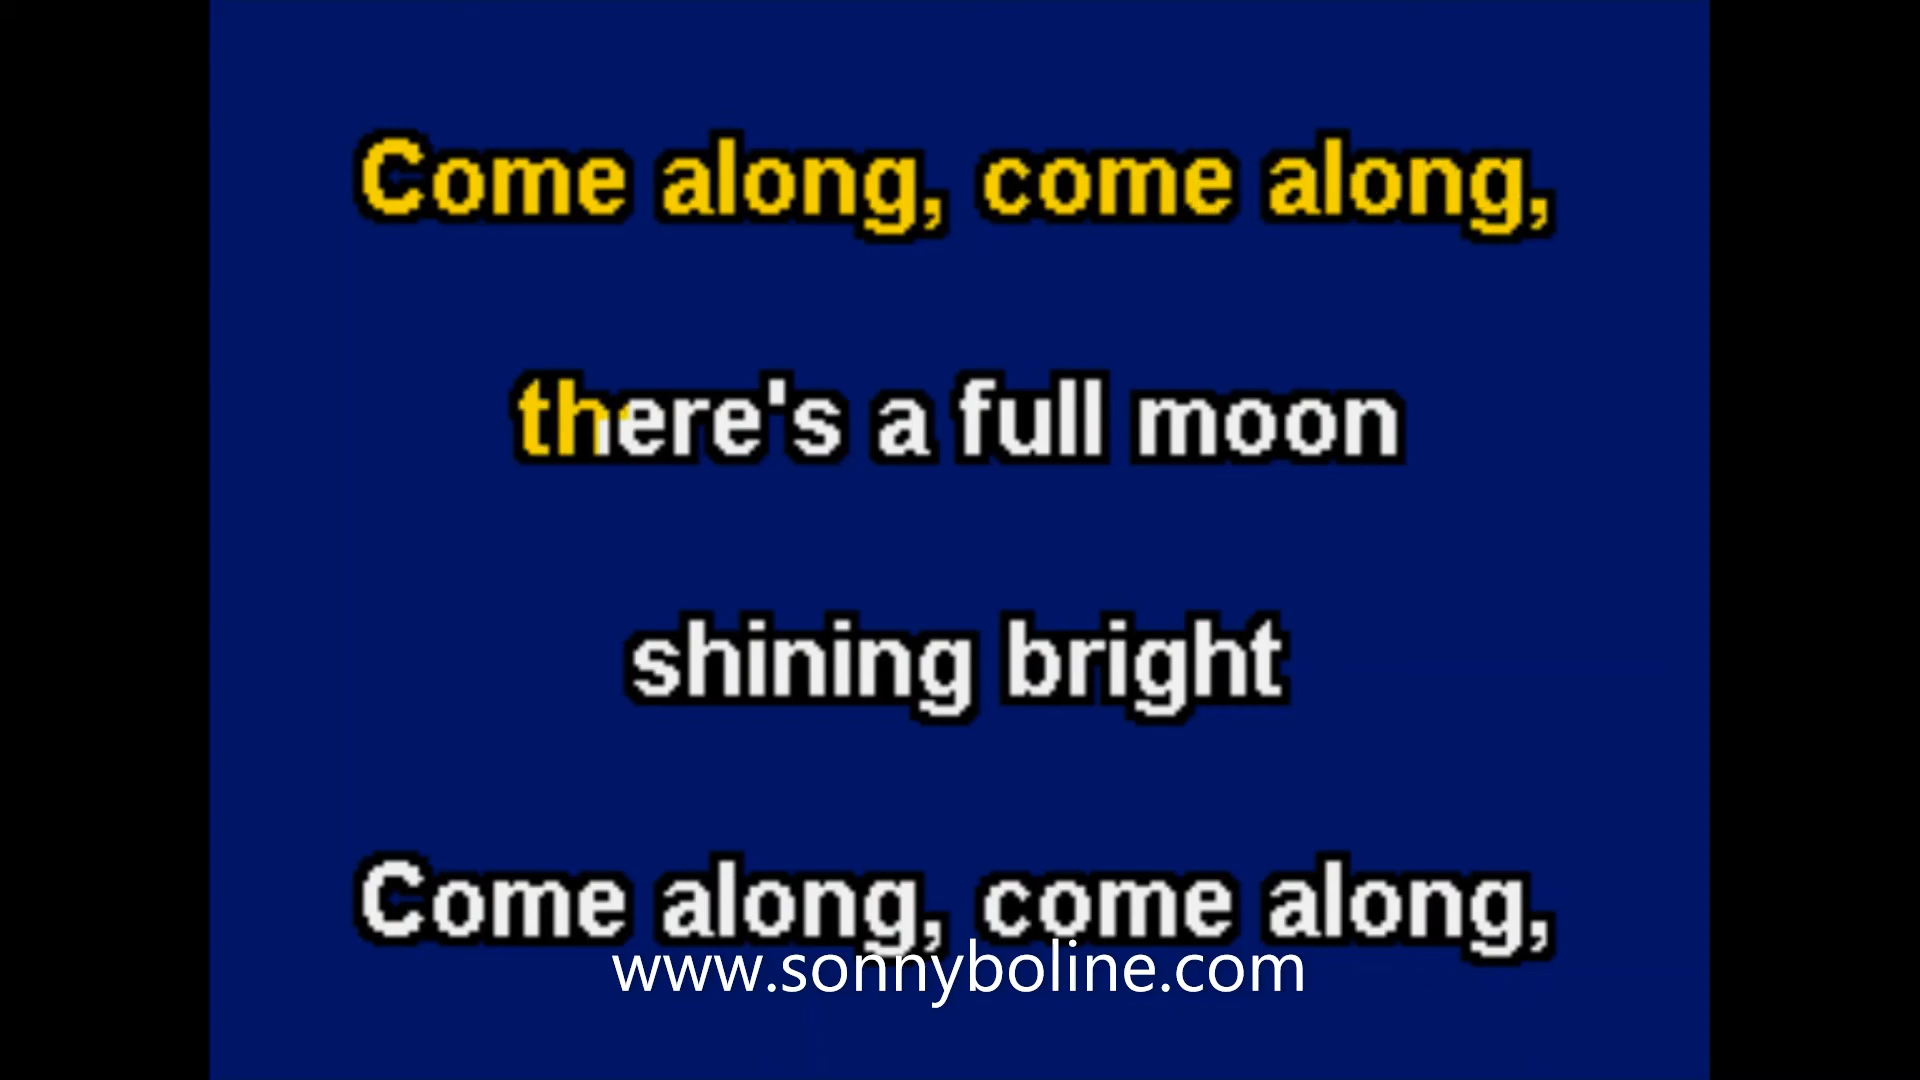 Come along, come along,
there's a full moon
shining bright
Come along, come along,
www.sonnyboline.com